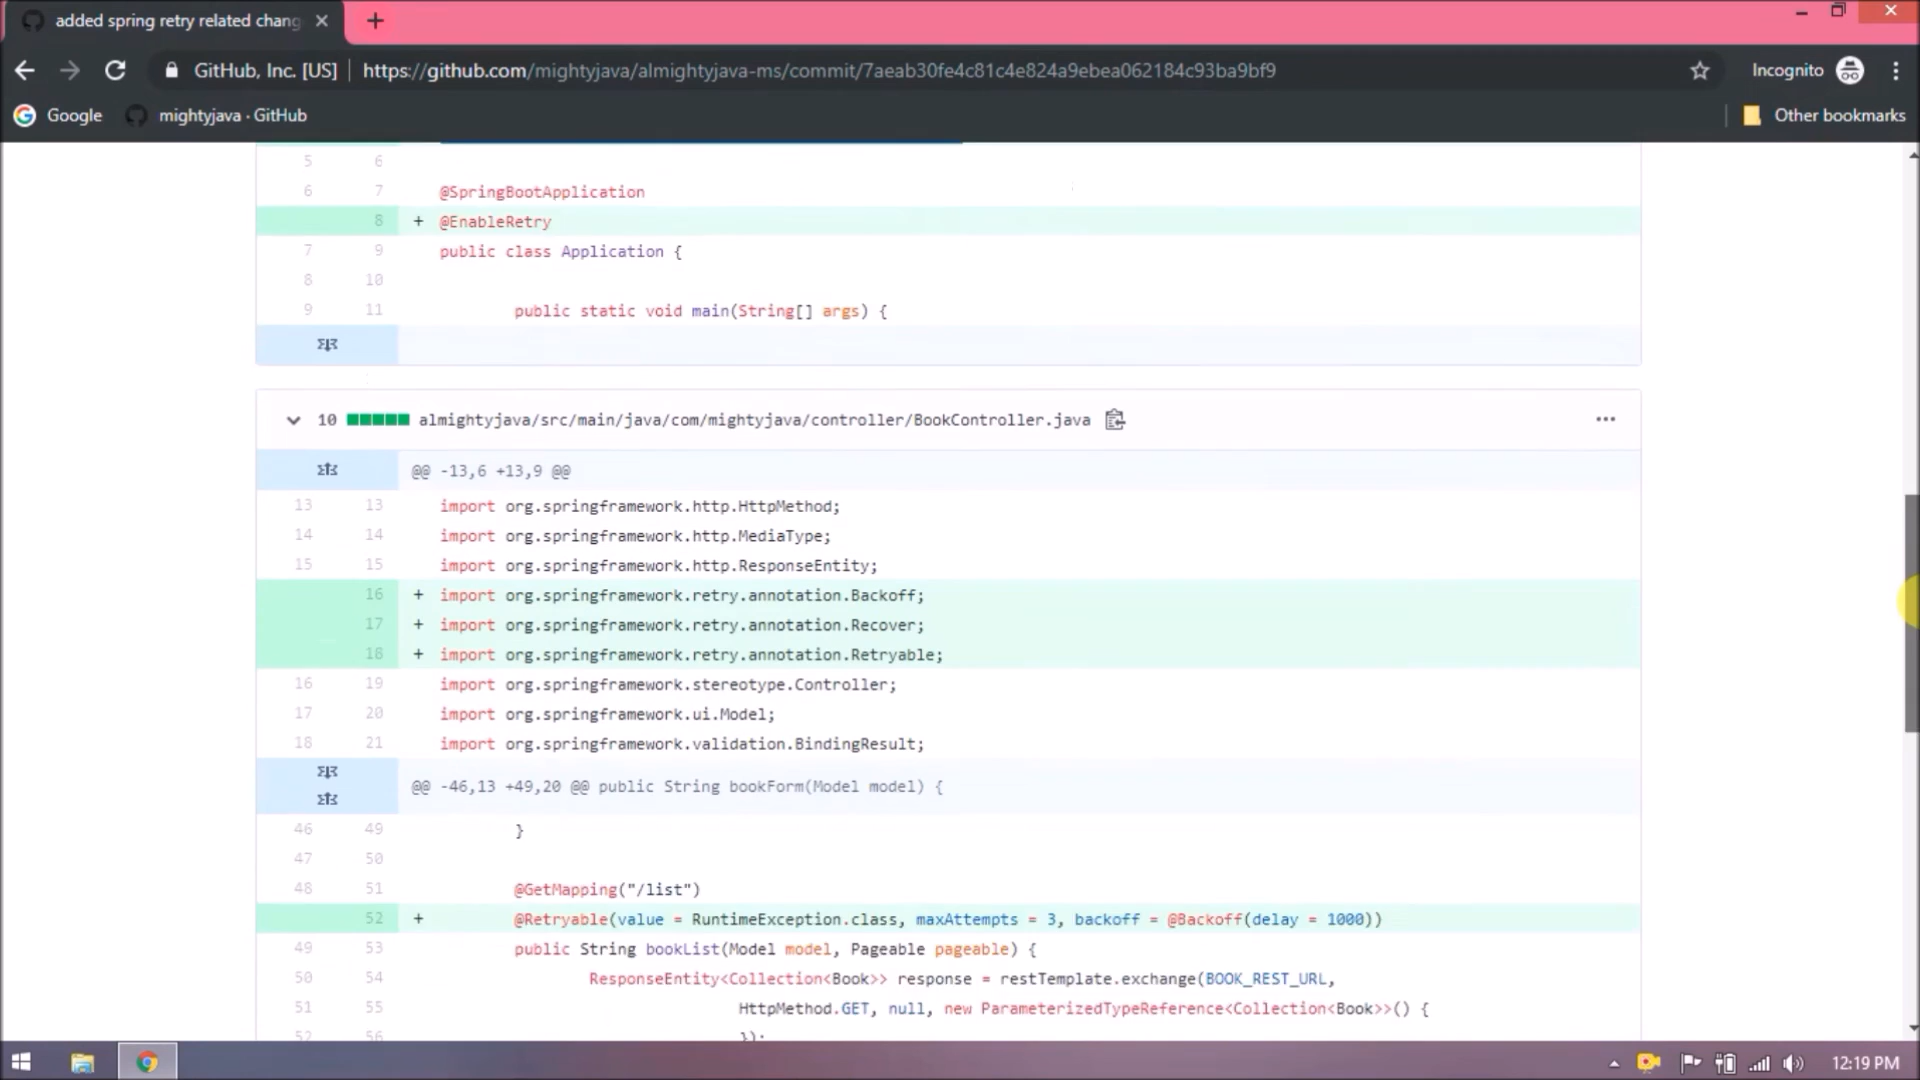 added spring retry related chang
GitHub, Inc. [US] https://github.com/mightyjava/almightyjava-ms/commit/7aeab30fe4c81c4e824a9ebea062184c93ba9bf9 Incognito
Google mightyjava · GitHub Other bookmarks
5 6
6 7 @SpringBootApplication
8 + @EnableRetry
7 9 public class Application {
8 10
9 11 public static void main(String[] args) {
10 almightyjava/src/main/java/com/mightyjava/controller/BookController.java
@@ -13,6 +13,9 @@
13 13 import org.springframework.http.HttpMethod;
14 14 import org.springframework.http.MediaType;
15 15 import org.springframework.http.ResponseEntity;
16 + import org.springframework.retry.annotation.Backoff;
17 + import org.springframework.retry.annotation.Recover;
18 + import org.springframework.retry.annotation.Retryable;
16 19 import org.springframework.stereotype.Controller;
17 20 import org.springframework.ui.Model;
18 21 import org.springframework.validation.BindingResult;
@@ -46,13 +49,20 @@ public String bookForm(Model model) {
46 49 }
47 50
48 51 @GetMapping("/list")
52 + @Retryable(value = RuntimeException.class, maxAttempts = 3, backoff = @Backoff(delay = 1000))
49 53 public String bookList(Model model, Pageable pageable) {
50 54 ResponseEntity<Collection<Book>> response = restTemplate.exchange(BOOK_REST_URL,
51 55 HttpMethod.GET, null, new ParameterizedTypeReference<Collection<Book>>() {
52 56 });
12:19 PM